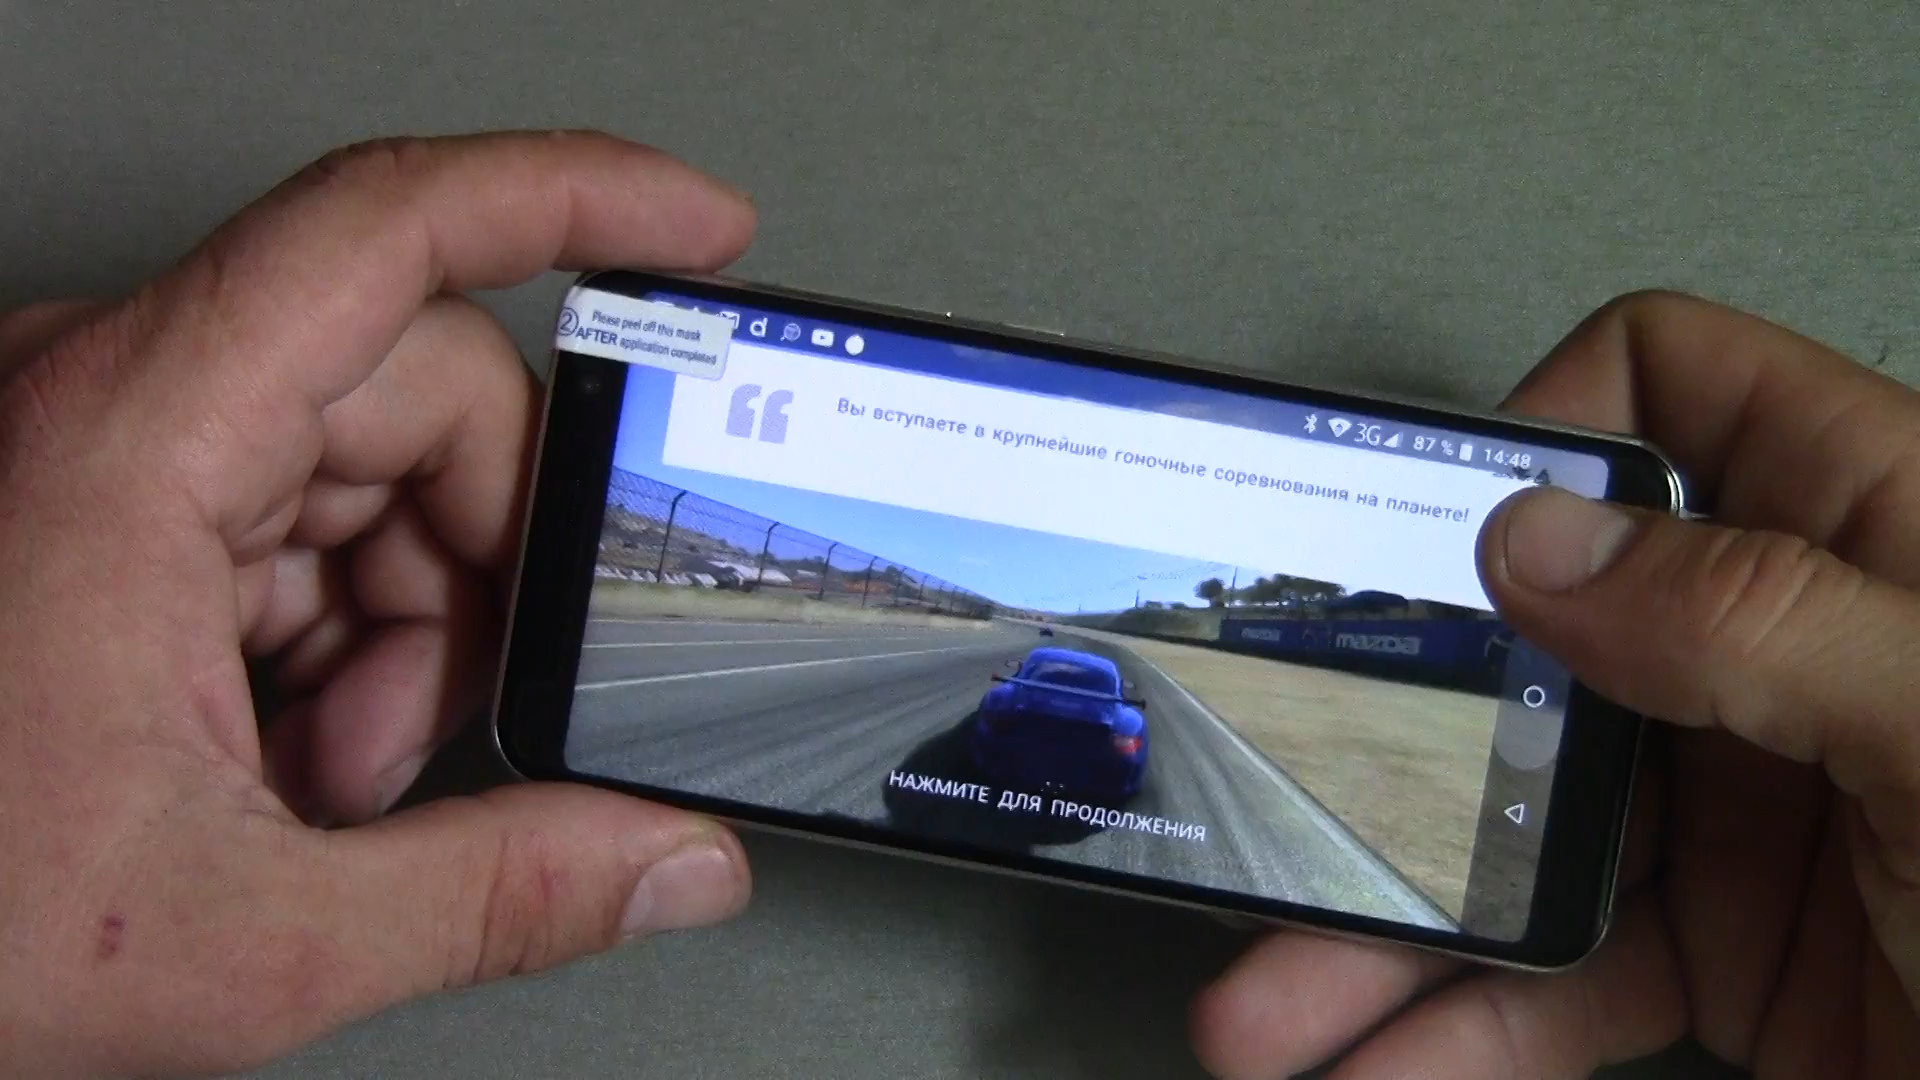 ② Please peel off this mask
AFTER application completed
3G 87 % 14:48
Вы вступаете в крупнейшие гоночные соревнования на планете!
mazda mazda
НАЖМИТЕ ДЛЯ ПРОДОЛЖЕНИЯ